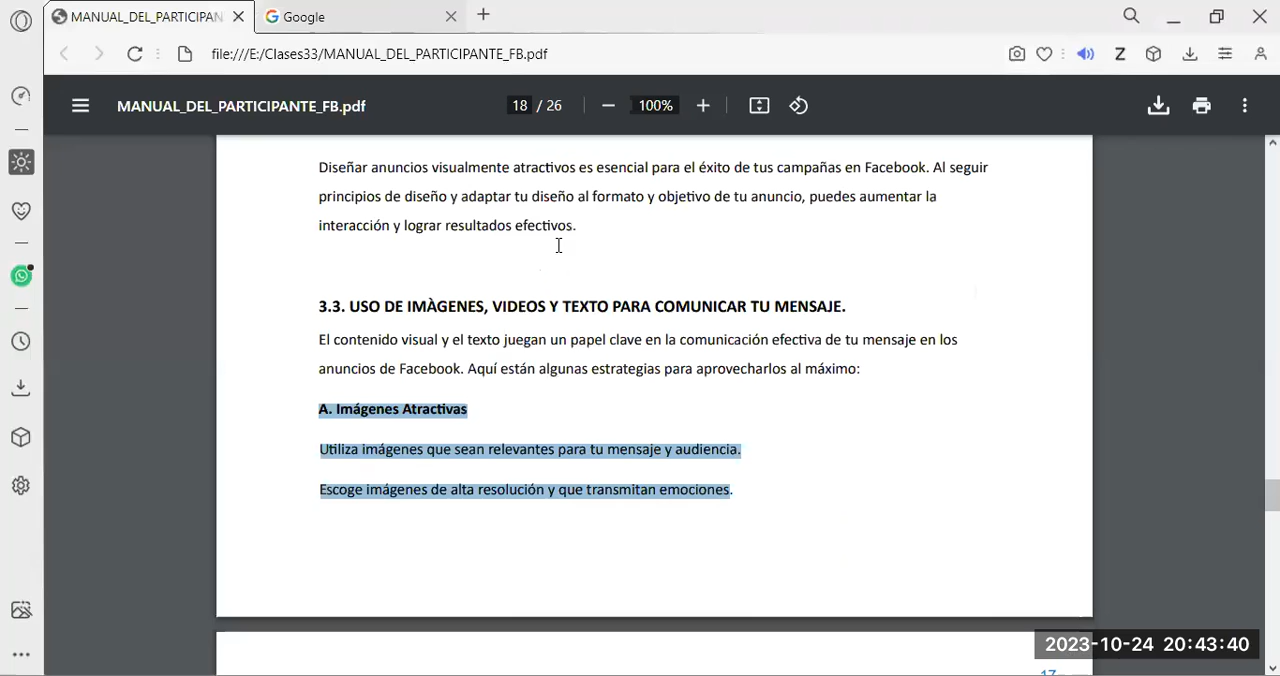 MANUAL_DEL_PARTICIPAN
Google
file:///E:/Clases33/MANUAL_DEL_PARTICIPANTE_FB.pdf
Z
MANUAL_DEL_PARTICIPANTE_FB.pdf
18 / 26
100%
Diseñar anuncios visualmente atractivos es esencial para el éxito de tus campañas en Facebook. Al seguir
principios de diseño y adaptar tu diseño al formato y objetivo de tu anuncio, puedes aumentar la
interacción y lograr resultados efectivos.
3.3. USO DE IMÀGENES, VIDEOS Y TEXTO PARA COMUNICAR TU MENSAJE.
El contenido visual y el texto juegan un papel clave en la comunicación efectiva de tu mensaje en los
anuncios de Facebook. Aquí están algunas estrategias para aprovecharlos al máximo:
A. Imágenes Atractivas
Utiliza imágenes que sean relevantes para tu mensaje y audiencia.
Escoge imágenes de alta resolución y que transmitan emociones.
2023-10-24 20:43:40